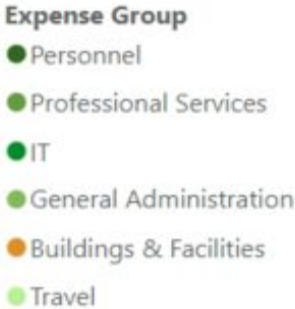 Expense Group
Personnel
Professional Services
IT
General Administration
Buildings & Facilities
Travel